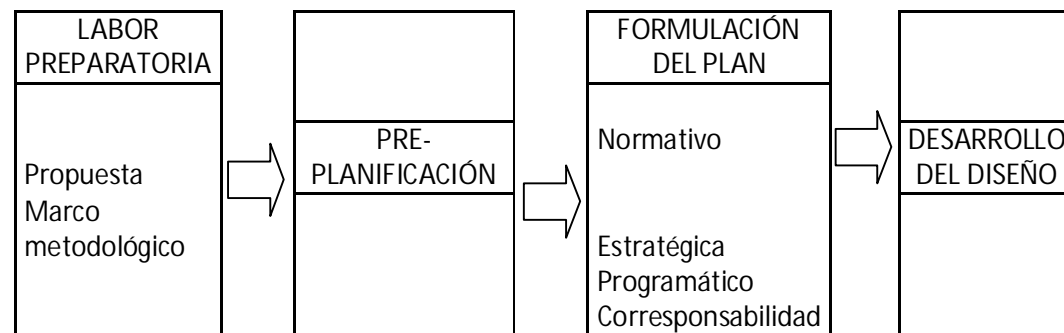 LABOR
PREPARATORIA
Propuesta
Marco
metodológico
PRE-
PLANIFICACIÓN
FORMULACIÓN
DEL PLAN
Normativo
Estratégica
Programático
Corresponsabilidad
DESARROLLO
DEL DISEÑO